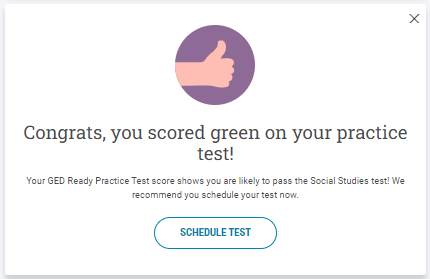 Congrats, you scored green on your practice
test!
Your GED Ready Practice Test score shows you are likely to pass the Social Studies test! We
recommend you schedule your test now.
SCHEDULE TEST